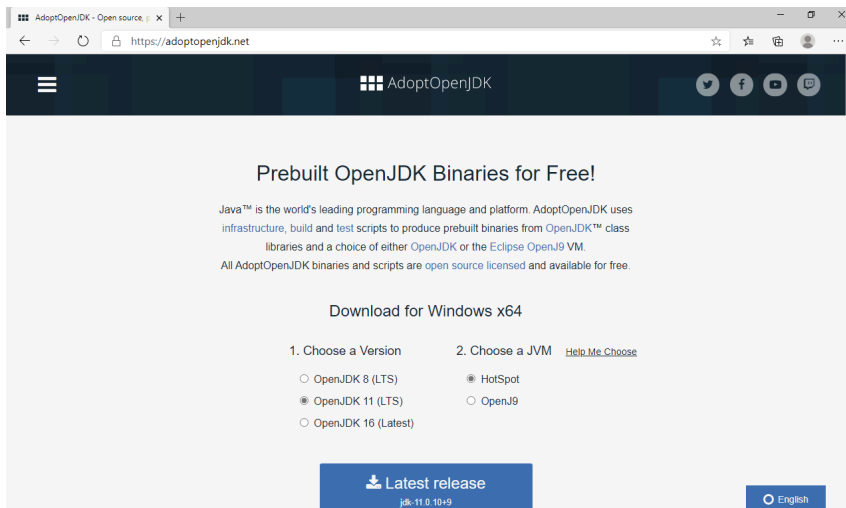 AdoptOpenJDK - Open source, p
https://adoptopenjdk.net
AdoptOpenJDK
Prebuilt OpenJDK Binaries for Free!
Java™ is the world's leading programming language and platform. AdoptOpenJDK uses
infrastructure, build and test scripts to produce prebuilt binaries from OpenJDK™ class
libraries and a choice of either OpenJDK or the Eclipse OpenJ9 VM.
All AdoptOpenJDK binaries and scripts are open source licensed and available for free.
Download for Windows x64
1. Choose a Version
2. Choose a JVM Help Me Choose
OpenJDK 8 (LTS)
HotSpot
OpenJDK 11 (LTS)
OpenJ9
OpenJDK 16 (Latest)
Latest release
jdk-11.0.10+9
English